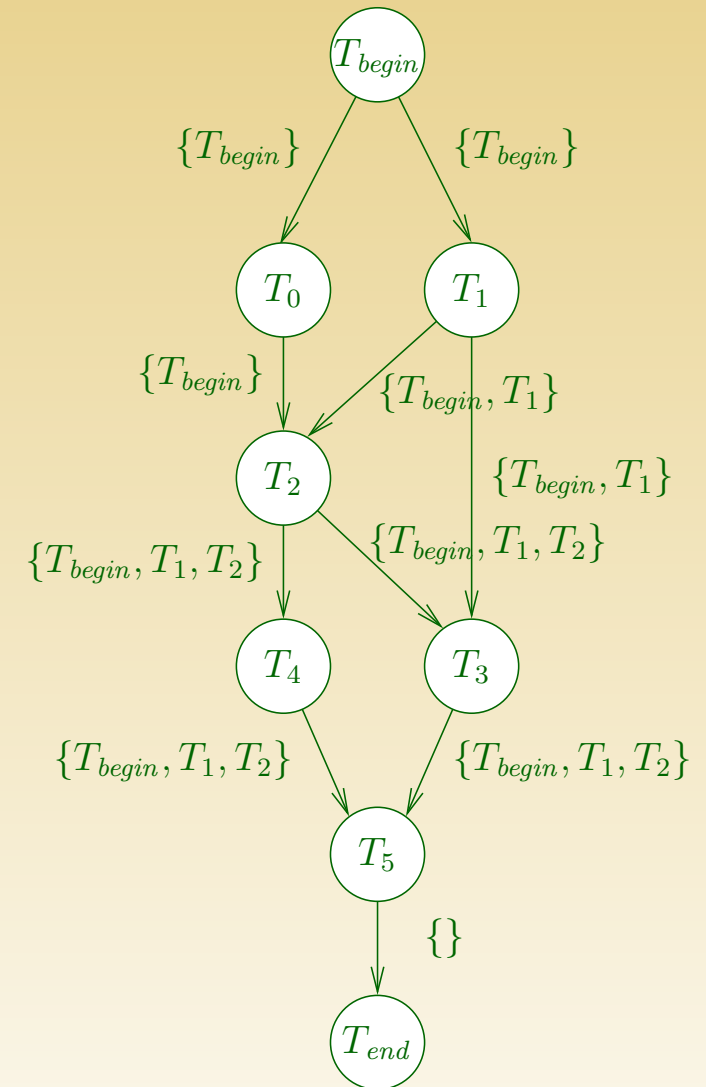 T_begin
{T_begin} {T_begin}
T_0 T_1
{T_begin} {T_begin, T_1}
T_2 {T_begin, T_1}
{T_begin, T_1, T_2} {T_begin, T_1, T_2}
T_4 T_3
{T_begin, T_1, T_2} {T_begin, T_1, T_2}
T_5
{}
T_end